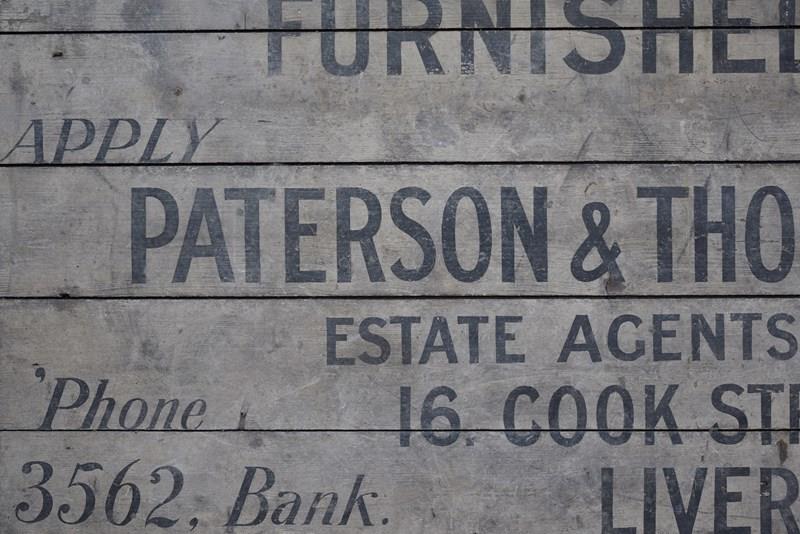 FURNISHE
APPLY
PATERSON & THO
ESTATE AGENTS
'Phone
16. COOK ST
3562, Bank.
LIVER